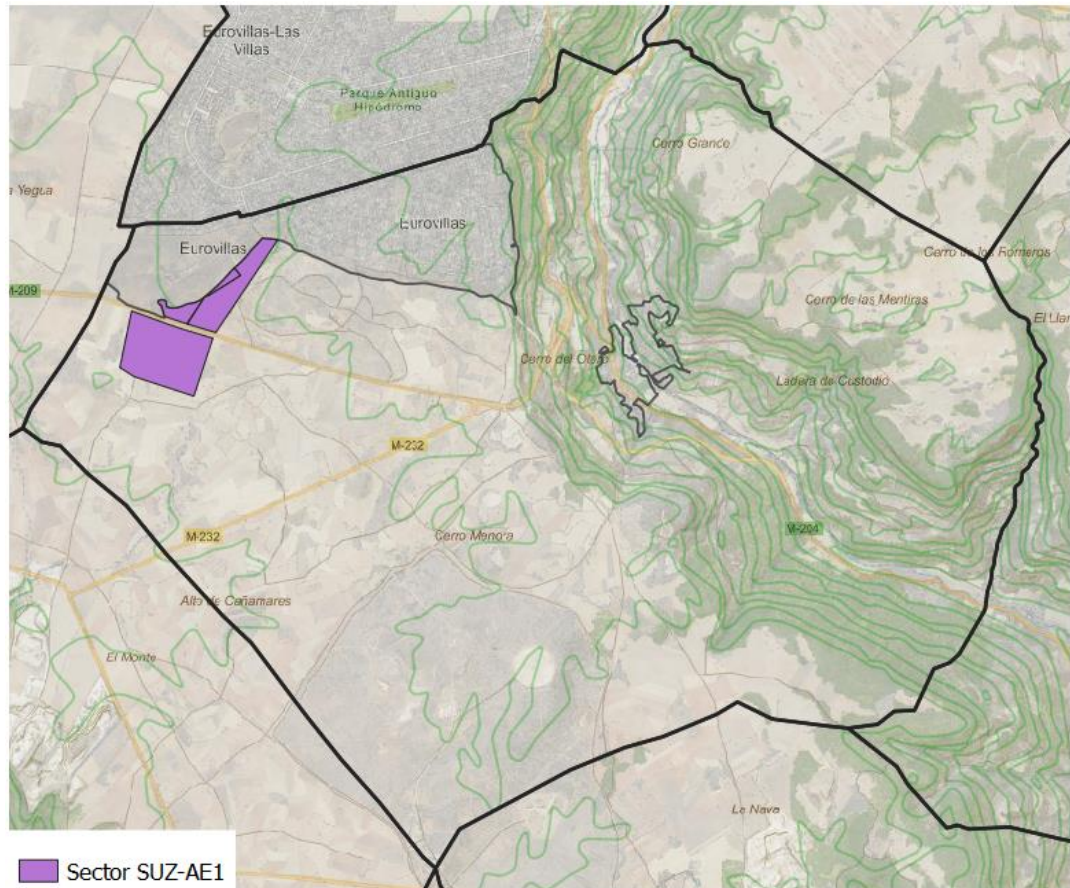 Eurovillas-Las
Villas
Parque Antiguo
Hipódromo
Cerro Grande
a Yegua
Eurovillas
Eurovillas
Cerro de los Romeros
M-209
Cerro de las Mentiras
El Llan
Cerro del Otero
Ladera de Custodio
M-232
M-204
M-232
Cerro Menora
Alto de Cañamares
El Monte
La Nava
Sector SUZ-AE1